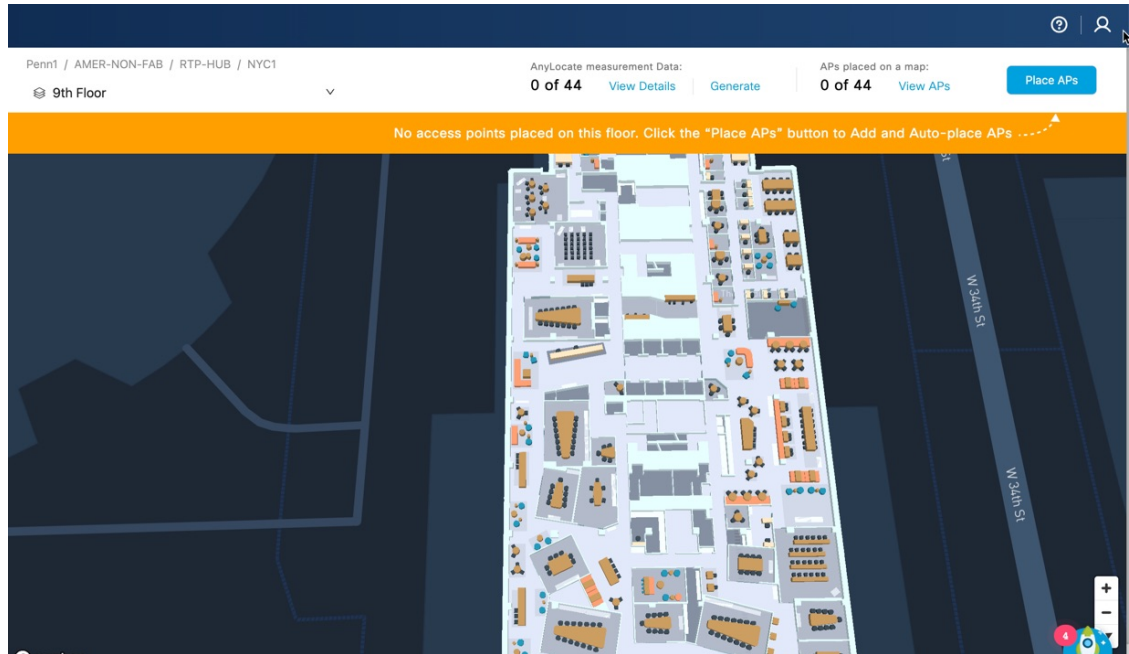 Penn1 / AMER-NON-FAB / RTP-HUB / NYC1
9th Floor
AnyLocate measurement Data:
0 of 44 View Details Generate
APs placed on a map:
0 of 44 View APs
Place APs
No access points placed on this floor. Click the "Place APs" button to Add and Auto-place APs
W 34th St
W 34th St
+
−
4